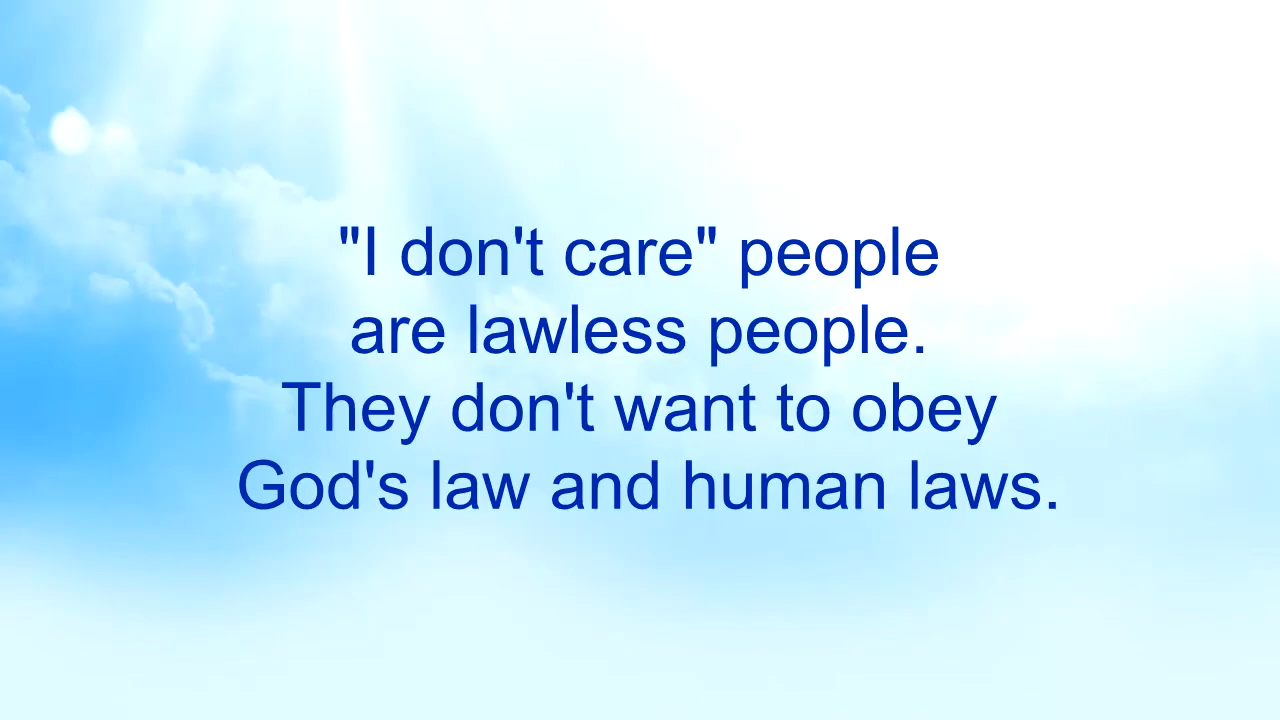 "I don't care" people
are lawless people.
They don't want to obey
God's law and human laws.